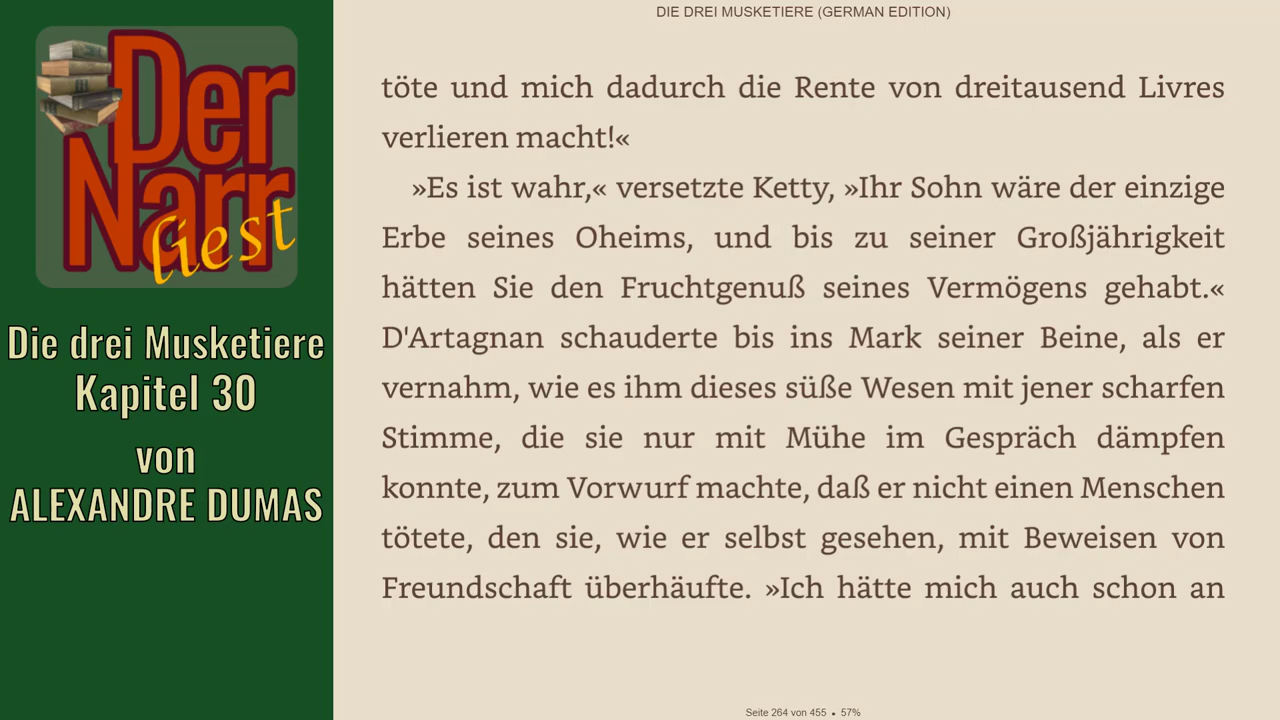 Der
Narr
liest
Die drei Musketiere
Kapitel 30
von
ALEXANDRE DUMAS
DIE DREI MUSKETIERE (GERMAN EDITION)
töte und mich dadurch die Rente von dreitausend Livres
verlieren macht!«
»Es ist wahr,« versetzte Ketty, »Ihr Sohn wäre der einzige
Erbe seines Oheims, und bis zu seiner Großjährigkeit
hätten Sie den Fruchtgenuß seines Vermögens gehabt.«
D'Artagnan schauderte bis ins Mark seiner Beine, als er
vernahm, wie es ihm dieses süße Wesen mit jener scharfen
Stimme, die sie nur mit Mühe im Gespräch dämpfen
konnte, zum Vorwurf machte, daß er nicht einen Menschen
tötete, den sie, wie er selbst gesehen, mit Beweisen von
Freundschaft überhäufte. »Ich hätte mich auch schon an
Seite 264 von 455 • 57%